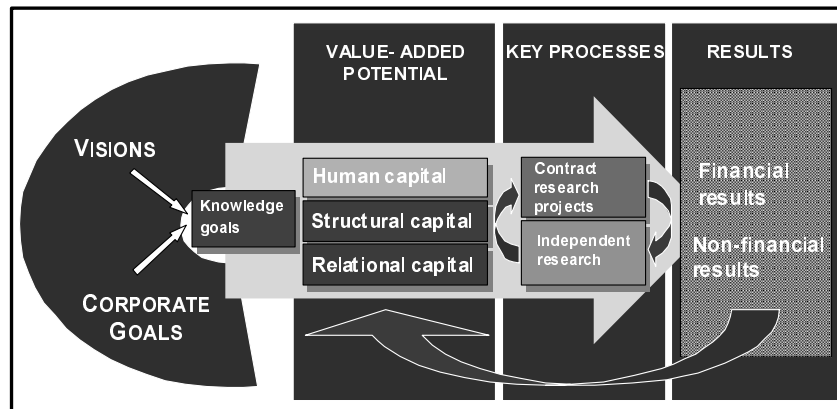 VALUE- ADDED
POTENTIAL
KEY PROCESSES
RESULTS
VISIONS
Knowledge
goals
CORPORATE
GOALS
Human capital
Structural capital
Relational capital
Contract
research
projects
Independent
research
Financial
results
Non-financial
results